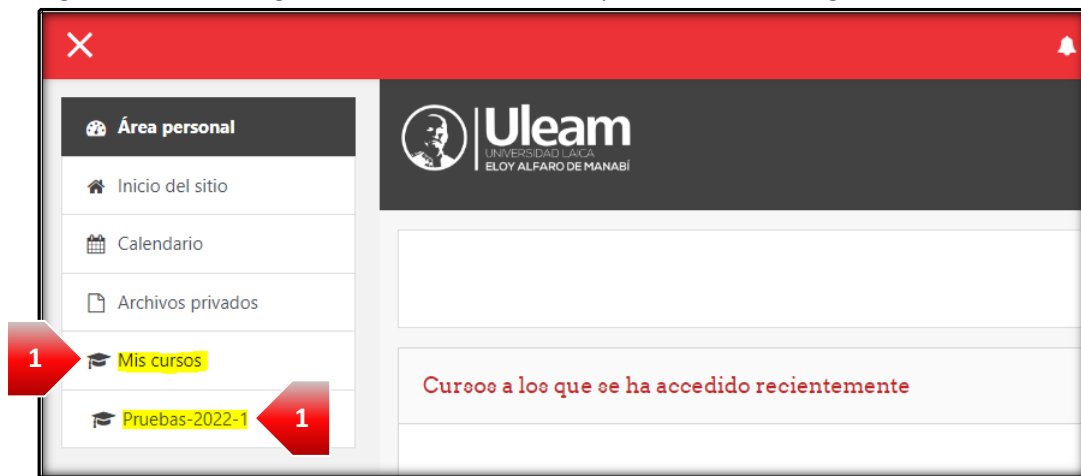 Área personal
Inicio del sitio
Calendario
Archivos privados
1
Mis cursos
Pruebas-2022-1
1
Uleam
UNIVERSIDAD LAICA
ELOY ALFARO DE MANABÍ
Cursos a los que se ha accedido recientemente